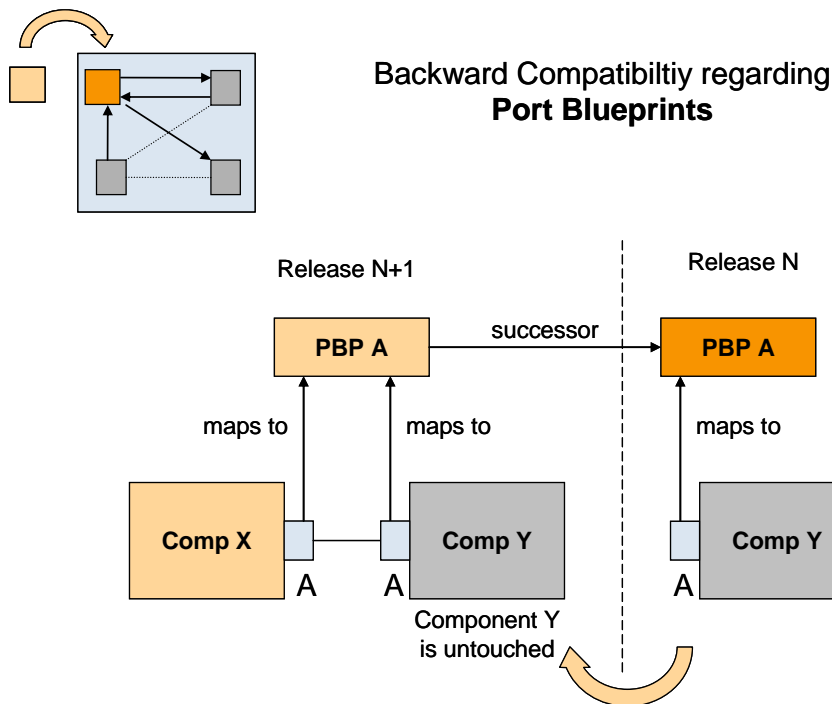 Backward Compatibiltiy regarding
Port Blueprints
Release N+1
Release N
PBP A
successor
PBP A
maps to
maps to
maps to
Comp X
Comp Y
Comp Y
A
A
A
Component Y
is untouched